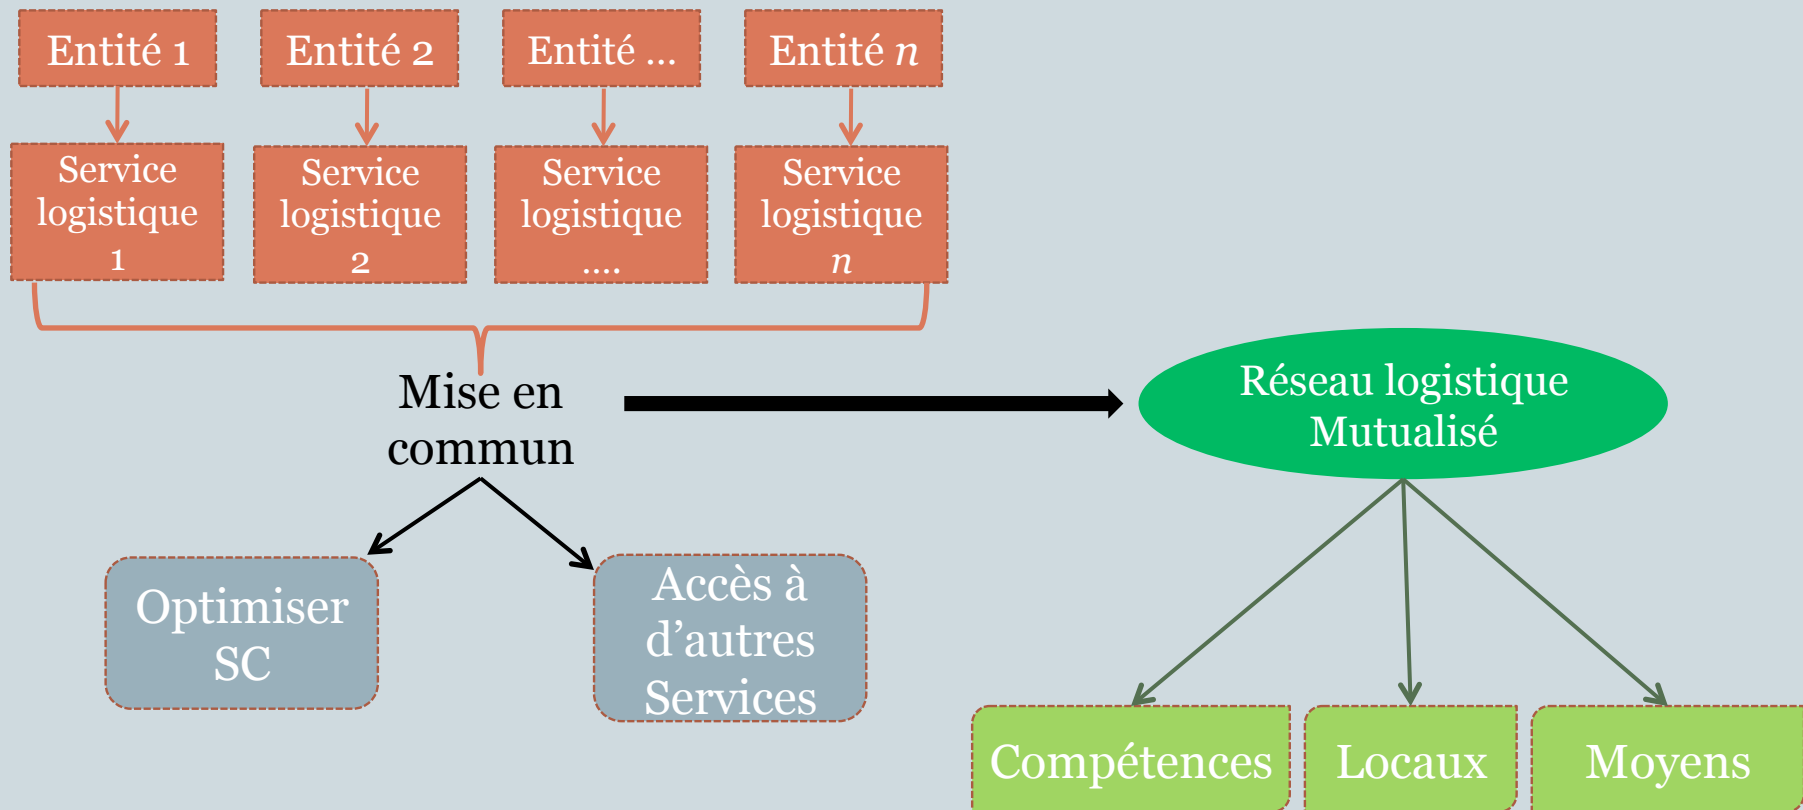 Entité 1
Entité 2
Entité ...
Entité n
Service
logistique
1
Service
logistique
2
Service
logistique
....
Service
logistique
n
Mise en
commun
Réseau logistique
Mutualisé
Optimiser
SC
Accès à
d’autres
Services
Compétences
Locaux
Moyens